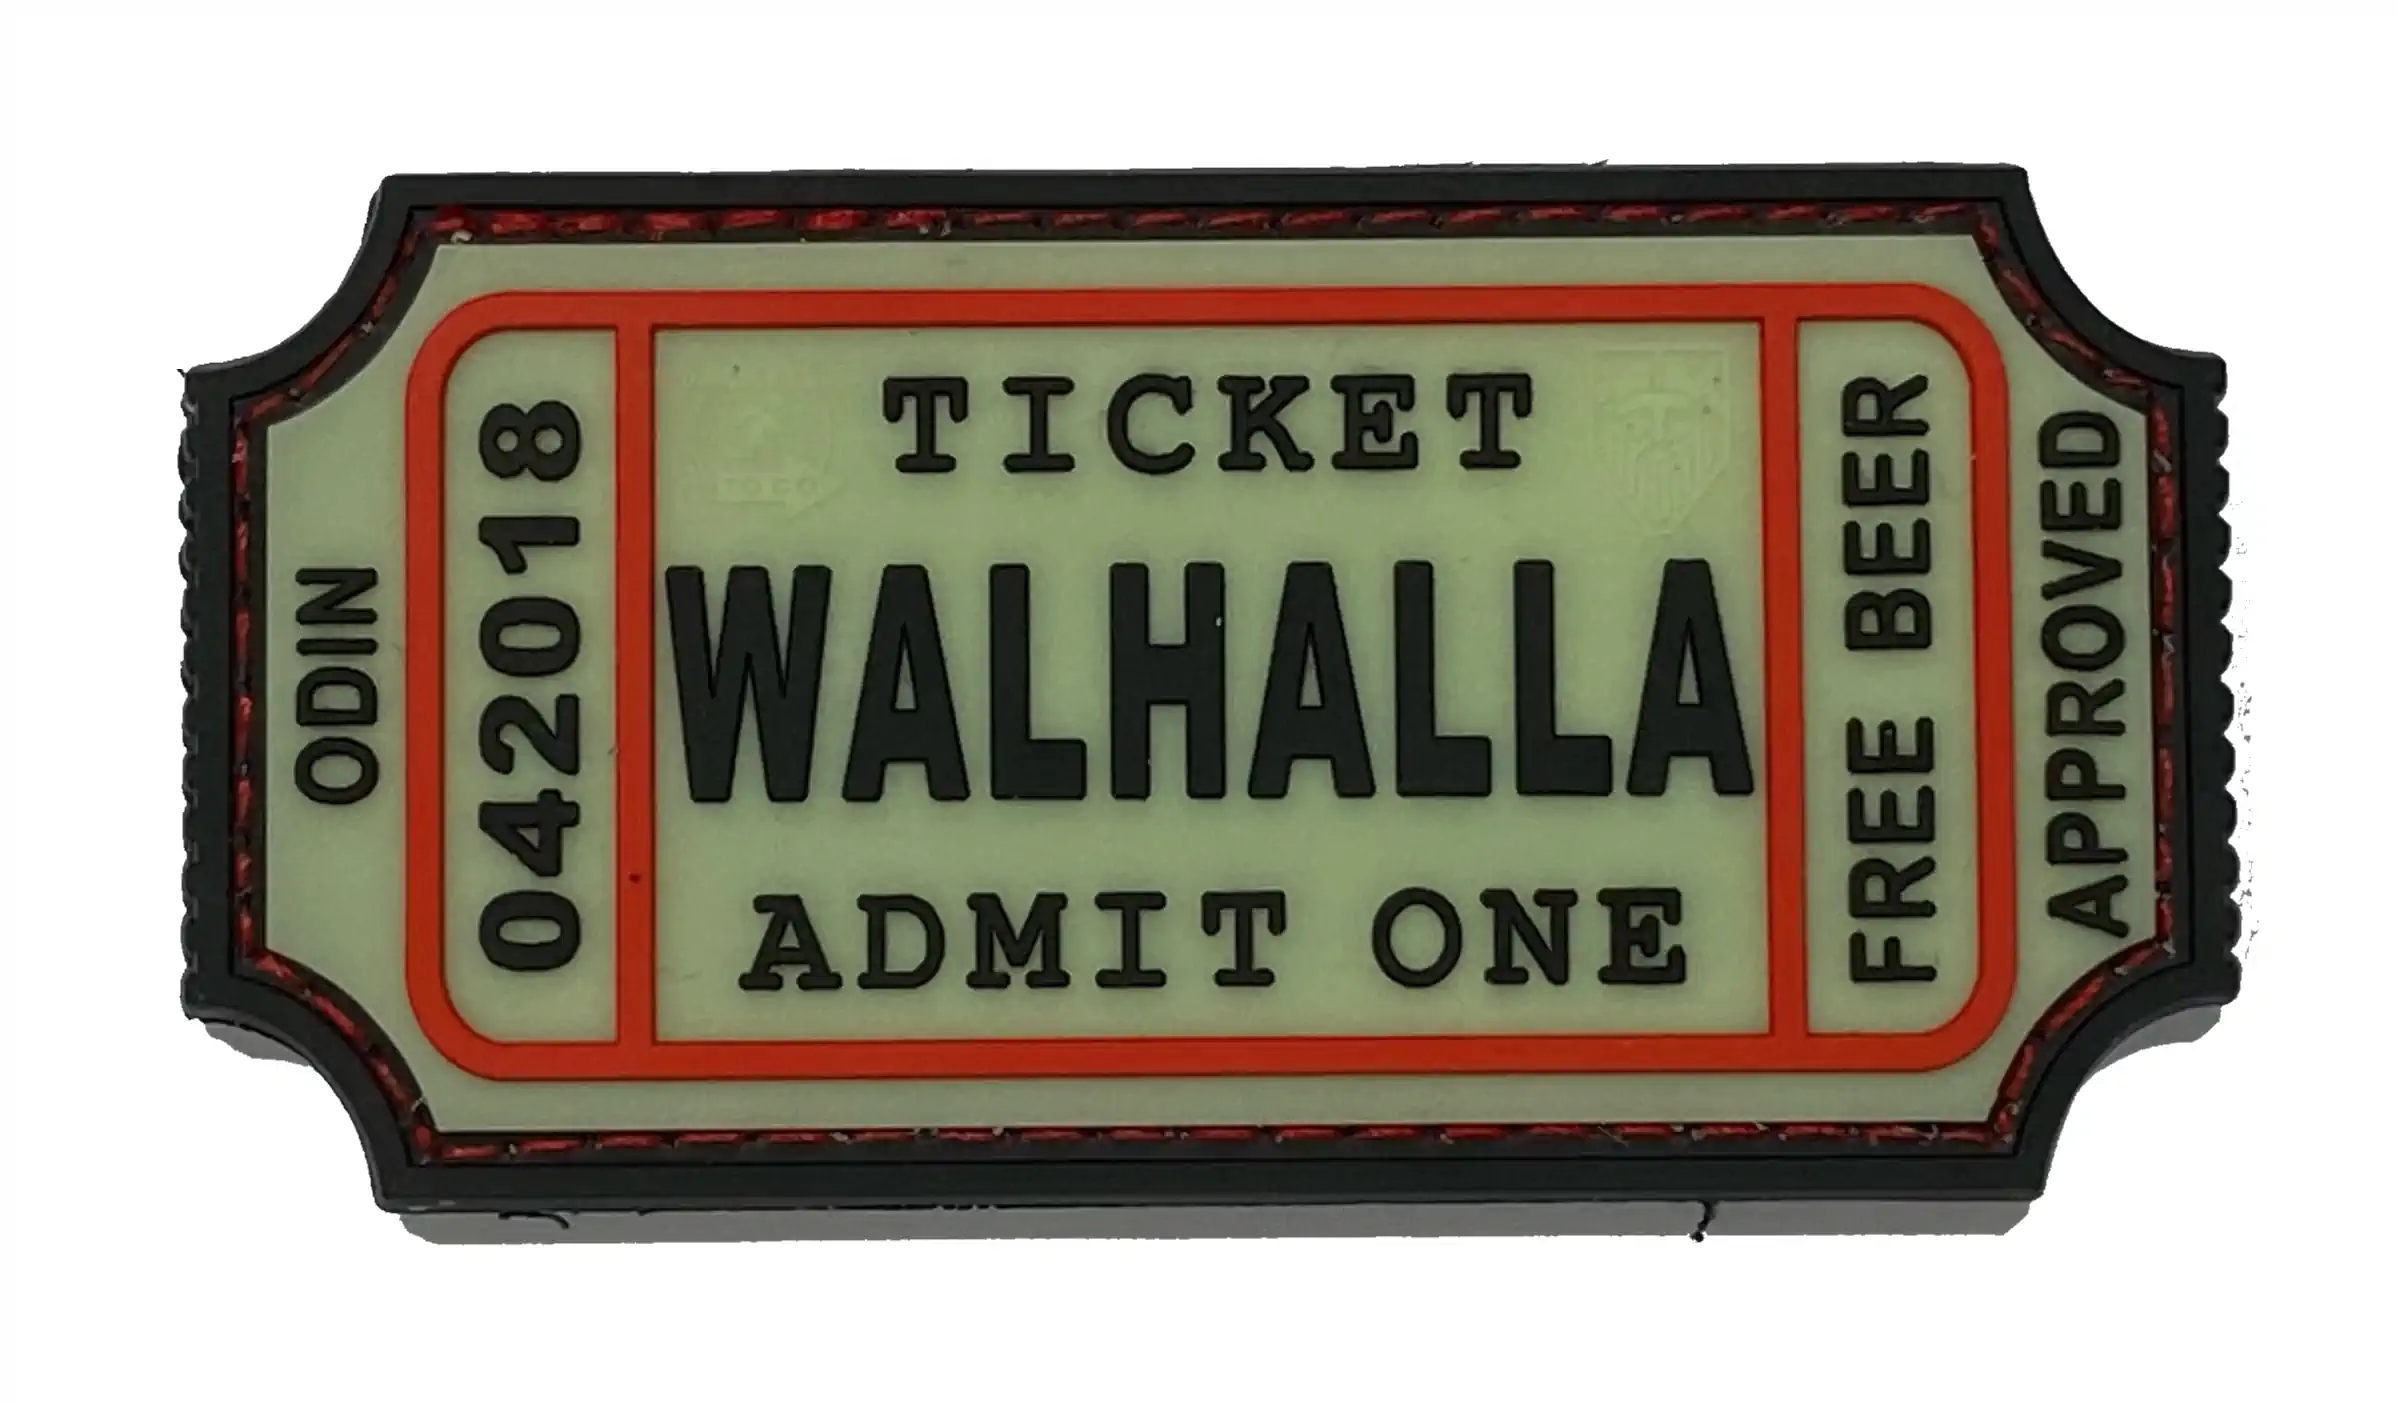 ODIN
042018
TICKET
WALHALLA
ADMIT ONE
FREE BEER
APPROVED